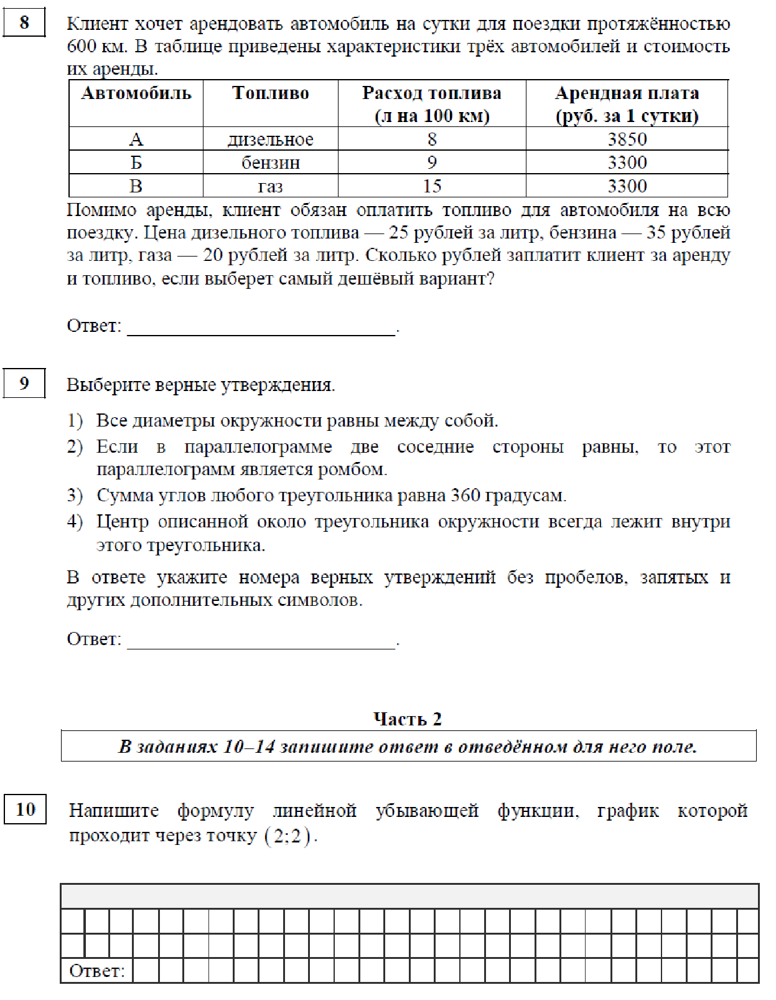 8
Клиент хочет арендовать автомобиль на сутки для поездки протяжённостью
600 км. В таблице приведены характеристики трёх автомобилей и стоимость
их аренды.
Автомобиль Топливо Расход топлива (л на 100 км) Арендная плата (руб. за 1 сутки)
А дизельное 8 3850
Б бензин 9 3300
В газ 15 3300
Помимо аренды, клиент обязан оплатить топливо для автомобиля на всю
поездку. Цена дизельного топлива — 25 рублей за литр, бензина — 35 рублей
за литр, газа — 20 рублей за литр. Сколько рублей заплатит клиент за аренду
и топливо, если выберет самый дешёвый вариант?
Ответ: ___________________________.
9
Выберите верные утверждения.
1) Все диаметры окружности равны между собой.
2) Если в параллелограмме две соседние стороны равны, то этот
параллелограмм является ромбом.
3) Сумма углов любого треугольника равна 360 градусам.
4) Центр описанной около треугольника окружности всегда лежит внутри
этого треугольника.
В ответе укажите номера верных утверждений без пробелов, запятых и
других дополнительных символов.
Ответ: ___________________________.
Часть 2
В заданиях 10–14 запишите ответ в отведённом для него поле.
10
Напишите формулу линейной убывающей функции, график которой
проходит через точку (2;2).
Ответ: